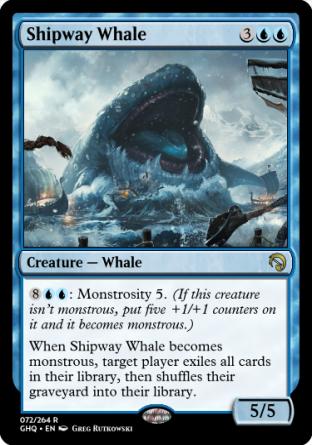 Shipway Whale 3
Creature — Whale
8: Monstrosity 5. (If this creature
isn't monstrous, put five +1/+1 counters
on it and it becomes monstrous.)
When Shipway Whale becomes
monstrous, target player exiles all cards
in their library, then shuffles their
graveyard into their library.
5/5
072/264 R
GHQ • EN Greg Rutkowski